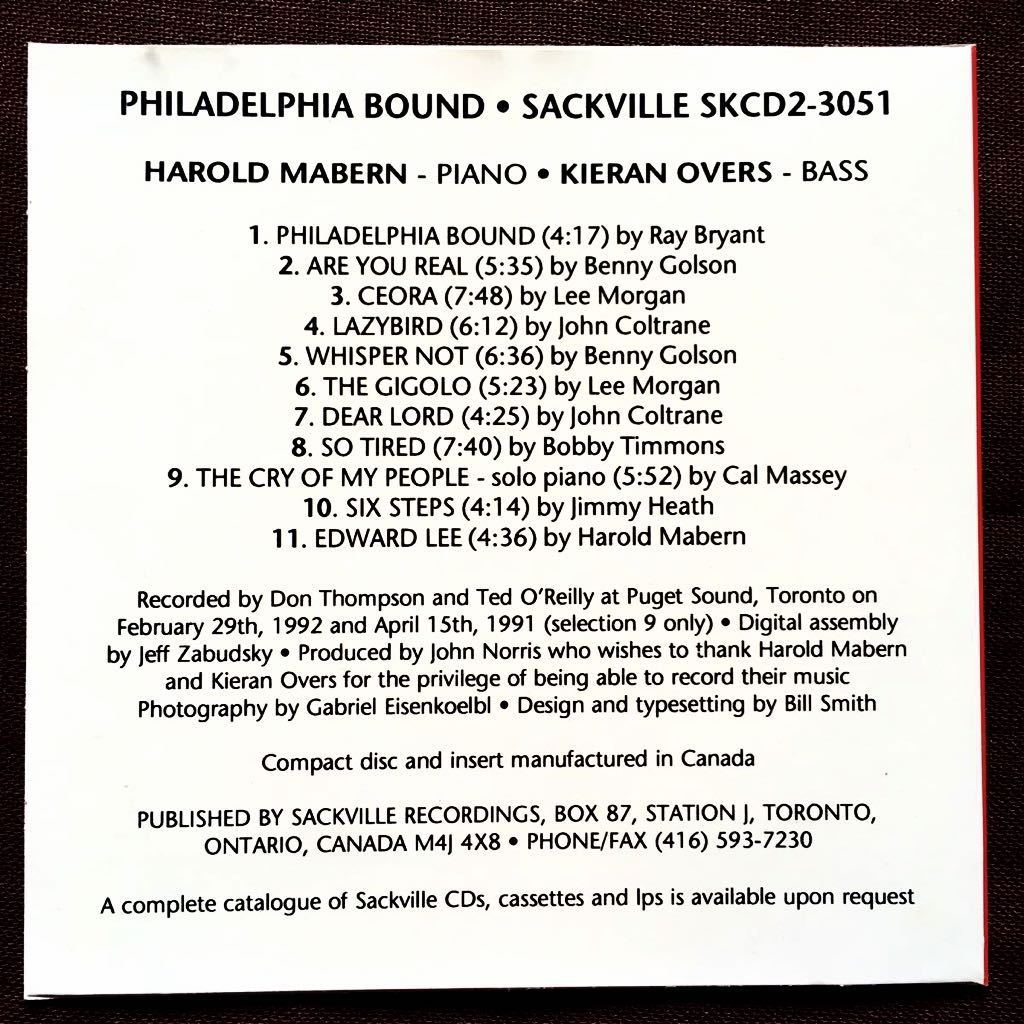 PHILADELPHIA BOUND • SACKVILLE SKCD2-3051
HAROLD MABERN - PIANO • KIERAN OVERS - BASS
1. PHILADELPHIA BOUND (4:17) by Ray Bryant
2. ARE YOU REAL (5:35) by Benny Golson
3. CEORA (7:48) by Lee Morgan
4. LAZYBIRD (6:12) by John Coltrane
5. WHISPER NOT (6:36) by Benny Golson
6. THE GIGOLO (5:23) by Lee Morgan
7. DEAR LORD (4:25) by John Coltrane
8. SO TIRED (7:40) by Bobby Timmons
9. THE CRY OF MY PEOPLE - solo piano (5:52) by Cal Massey
10. SIX STEPS (4:14) by Jimmy Heath
11. EDWARD LEE (4:36) by Harold Mabern
Recorded by Don Thompson and Ted O'Reilly at Puget Sound, Toronto on
February 29th, 1992 and April 15th, 1991 (selection 9 only) • Digital assembly
by Jeff Zabudsky • Produced by John Norris who wishes to thank Harold Mabern
and Kieran Overs for the privilege of being able to record their music
Photography by Gabriel Eisenkoelbl • Design and typesetting by Bill Smith
Compact disc and insert manufactured in Canada
PUBLISHED BY SACKVILLE RECORDINGS, BOX 87, STATION J, TORONTO,
ONTARIO, CANADA M4J 4X8 • PHONE/FAX (416) 593-7230
A complete catalogue of Sackville CDs, cassettes and lps is available upon request